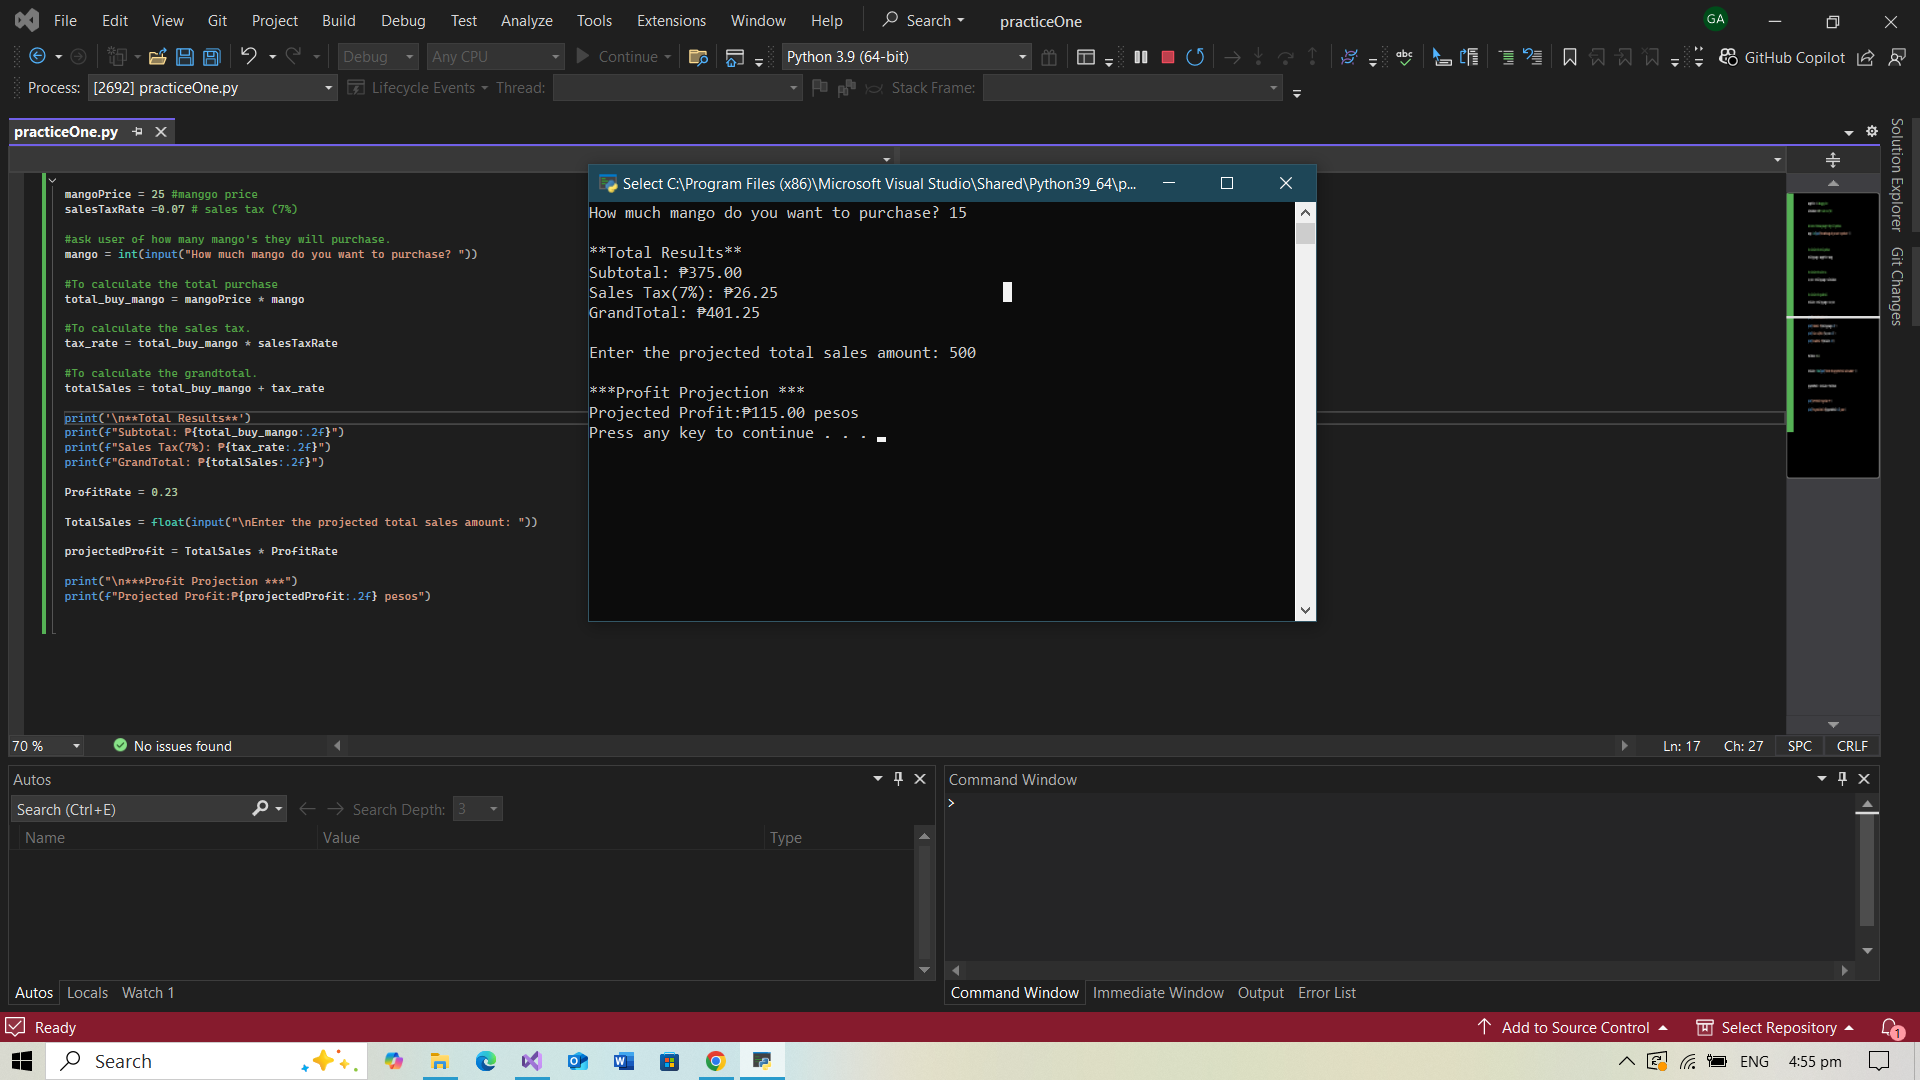 File Edit View Git Project Build Debug Test Analyze Tools Extensions Window Help Search practiceOne GA
Debug Any CPU Continue Python 3.9 (64-bit) abc GitHub Copilot
Process: [2692] practiceOne.py Lifecycle Events Thread: Stack Frame:
practiceOne.py
Solution Explorer
Git Changes
mangoPrice = 25 #manggo price
salesTaxRate =0.07 # sales tax (7%)
#ask user of how many mango's they will purchase.
mango = int(input("How much mango do you want to purchase? "))
#To calculate the total purchase
total_buy_mango = mangoPrice * mango
#To calculate the sales tax.
tax_rate = total_buy_mango * salesTaxRate
#To calculate the grandtotal.
totalSales = total_buy_mango + tax_rate
print('\n**Total Results**')
print(f"Subtotal: ₱{total_buy_mango:.2f}")
print(f"Sales Tax(7%): ₱{tax_rate:.2f}")
print(f"GrandTotal: ₱{totalSales:.2f}")
ProfitRate = 0.23
TotalSales = float(input("\nEnter the projected total sales amount: "))
projectedProfit = TotalSales * ProfitRate
print("\n***Profit Projection ***")
print(f"Projected Profit:₱{projectedProfit:.2f} pesos")
Select C:\Program Files (x86)\Microsoft Visual Studio\Shared\Python39_64\p...
How much mango do you want to purchase? 15
**Total Results**
Subtotal: ₱375.00
Sales Tax(7%): ₱26.25
GrandTotal: ₱401.25
Enter the projected total sales amount: 500
***Profit Projection ***
Projected Profit:₱115.00 pesos
Press any key to continue . . .
70 % No issues found Ln: 17 Ch: 27 SPC CRLF
Autos
Search (Ctrl+E) Search Depth: 3
Name Value Type
Autos Locals Watch 1
Command Window
>
Command Window Immediate Window Output Error List
Ready Add to Source Control Select Repository 1
Search ENG 4:55 pm